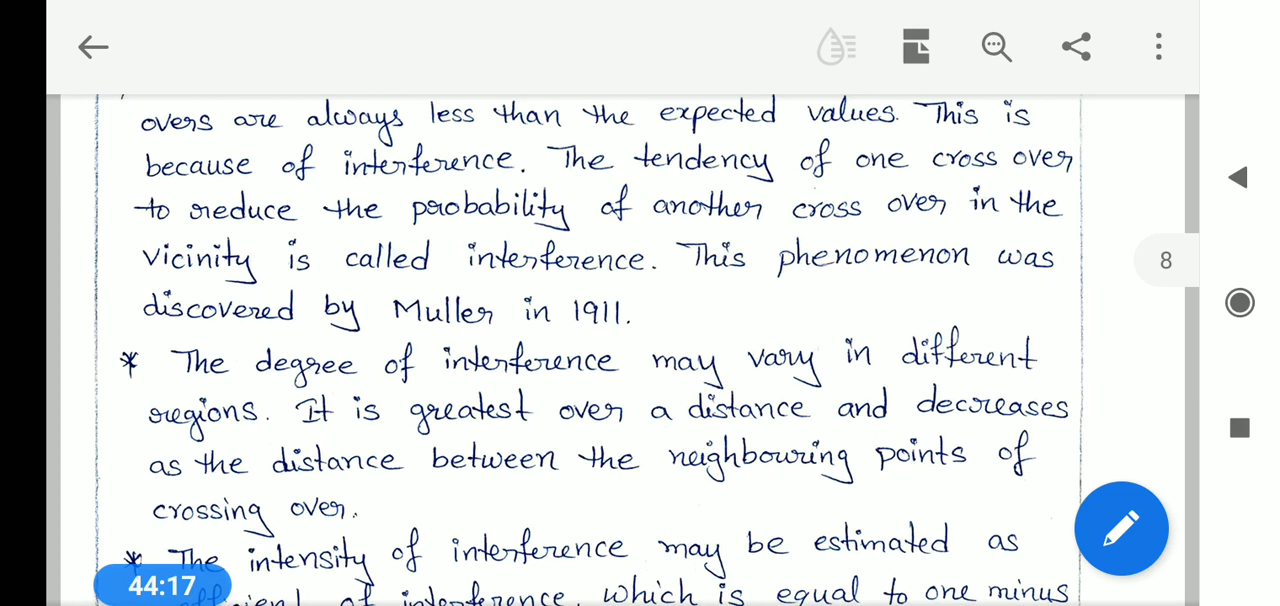 overs are always less than the expected values. This is
because of interference. The tendency of one cross over
to reduce the probability of another cross over in the
vicinity is called interference. This phenomenon was
discovered by Muller in 1911.
* The degree of interference may vary in different
regions. It is greatest over a distance and decreases
as the distance between the neighbouring points of
crossing over.
* The intensity of interference may be estimated as
of interference, which is equal to one minus
8
44:17